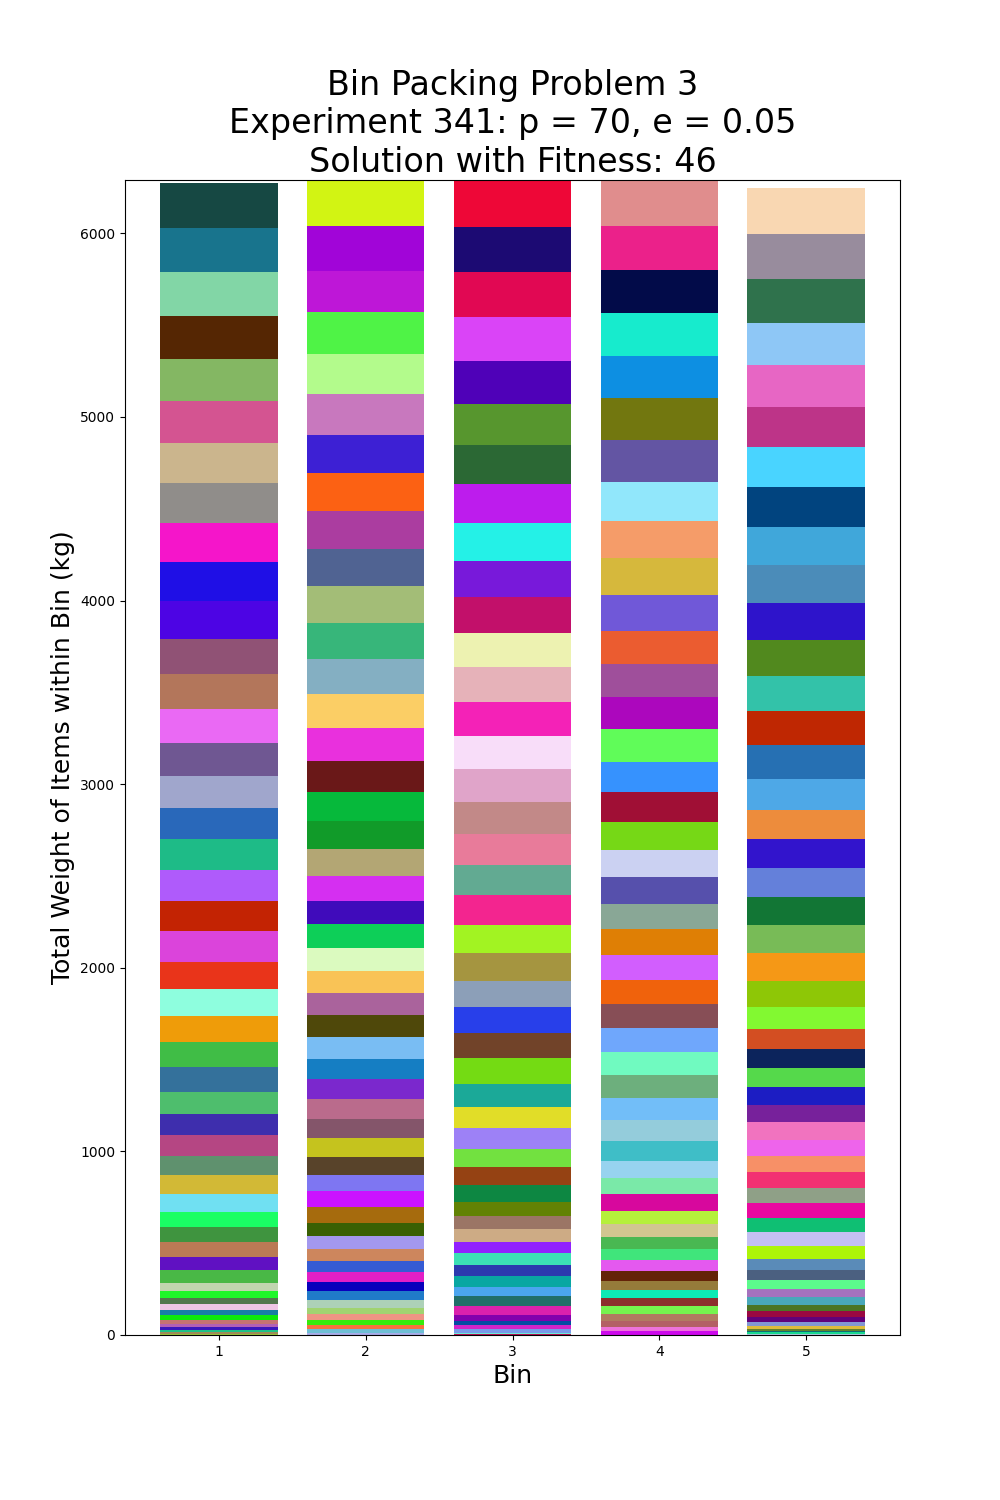 Bin Packing Problem 3
Experiment 341: p = 70, e = 0.05
Solution with Fitness: 46
Total Weight of Items within Bin (kg)
6000
5000
4000
3000
2000
1000
0
1 2 3 4 5
Bin